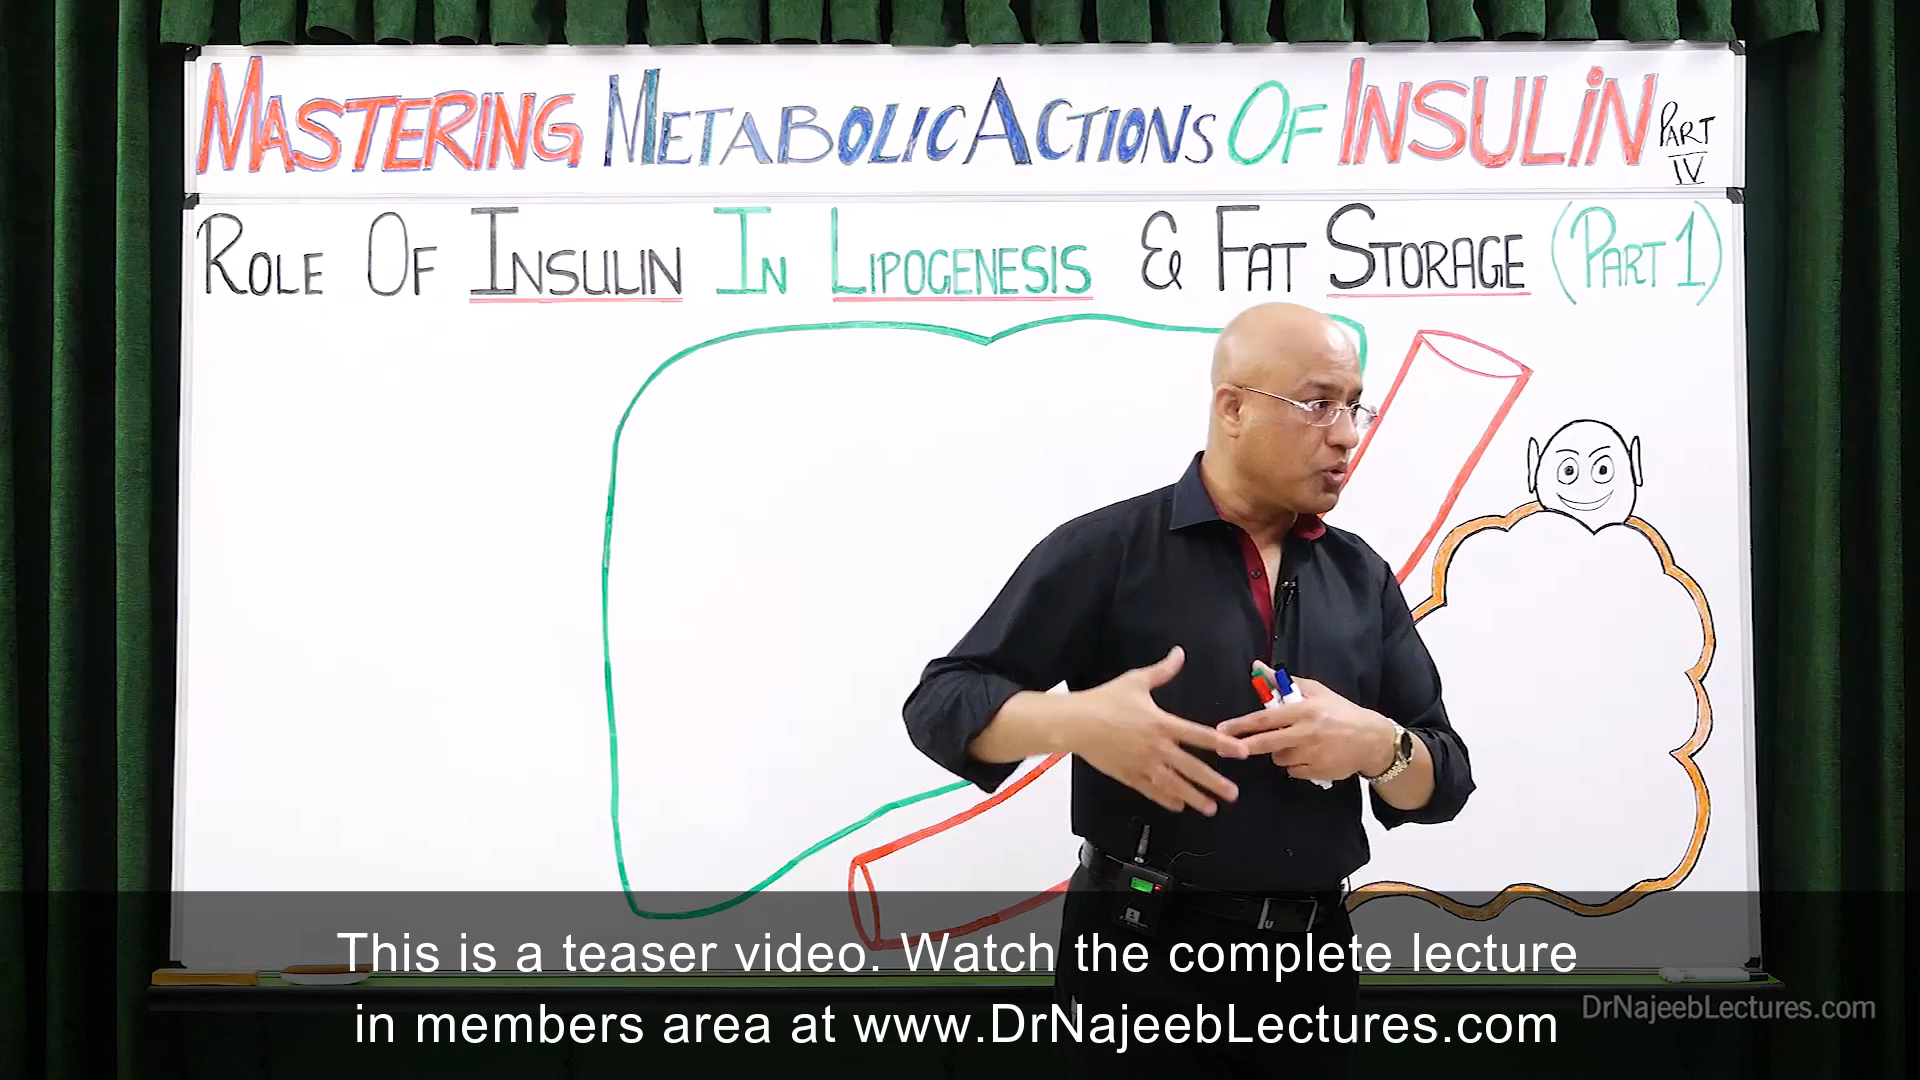 MASTERING METABOLIC ACTIONS OF INSULIN PART IV
ROLE OF INSULIN IN LIPOGENESIS & FAT STORAGE (PART 1)
This is a teaser video. Watch the complete lecture
in members area at www.DrNajeebLectures.com
DrNajeebLectures.com